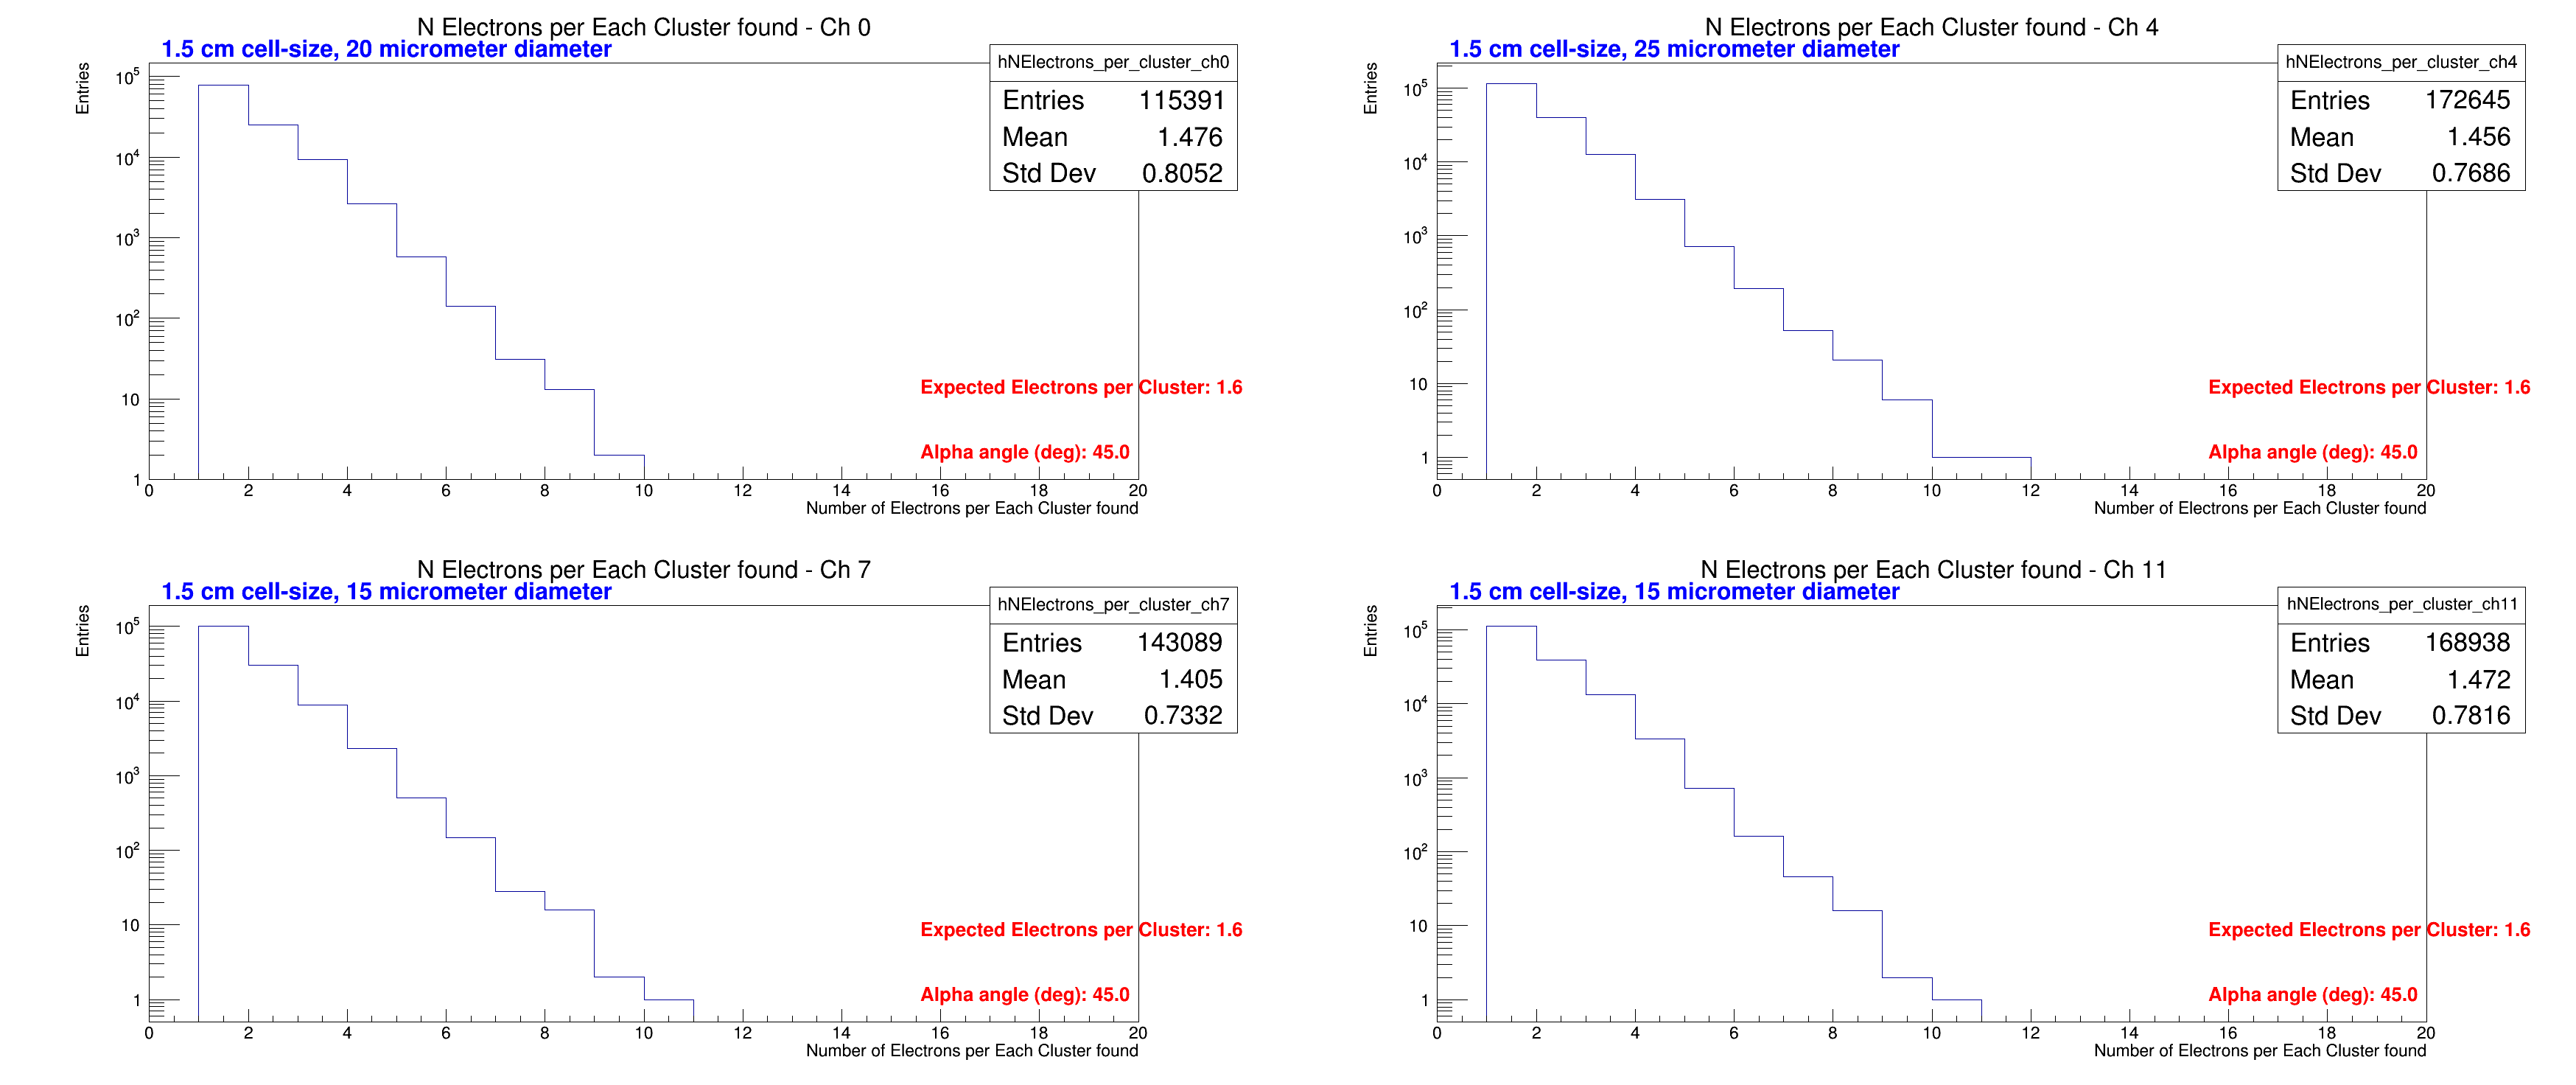 N Electrons per Each Cluster found - Ch 0
1.5 cm cell-size, 20 micrometer diameter
hNElectrons_per_cluster_ch0
Entries 115391
Mean 1.476
Std Dev 0.8052
Entries
10^5
10^4
10^3
10^2
10
1
Expected Electrons per Cluster: 1.6
Alpha angle (deg): 45.0
0 2 4 6 8 10 12 14 16 18 20
Number of Electrons per Each Cluster found
N Electrons per Each Cluster found - Ch 4
1.5 cm cell-size, 25 micrometer diameter
hNElectrons_per_cluster_ch4
Entries 172645
Mean 1.456
Std Dev 0.7686
Entries
10^5
10^4
10^3
10^2
10
1
Expected Electrons per Cluster: 1.6
Alpha angle (deg): 45.0
0 2 4 6 8 10 12 14 16 18 20
Number of Electrons per Each Cluster found
N Electrons per Each Cluster found - Ch 7
1.5 cm cell-size, 15 micrometer diameter
hNElectrons_per_cluster_ch7
Entries 143089
Mean 1.405
Std Dev 0.7332
Entries
10^5
10^4
10^3
10^2
10
1
Expected Electrons per Cluster: 1.6
Alpha angle (deg): 45.0
0 2 4 6 8 10 12 14 16 18 20
Number of Electrons per Each Cluster found
N Electrons per Each Cluster found - Ch 11
1.5 cm cell-size, 15 micrometer diameter
hNElectrons_per_cluster_ch11
Entries 168938
Mean 1.472
Std Dev 0.7816
Entries
10^5
10^4
10^3
10^2
10
1
Expected Electrons per Cluster: 1.6
Alpha angle (deg): 45.0
0 2 4 6 8 10 12 14 16 18 20
Number of Electrons per Each Cluster found